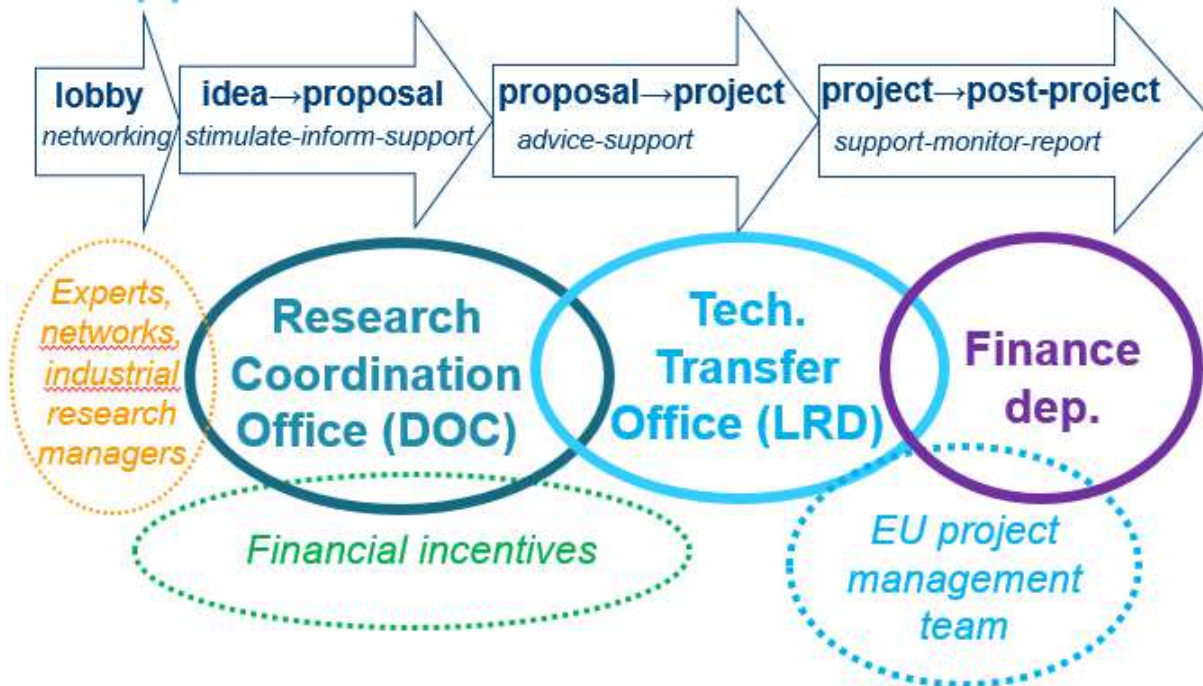 lobby
networking
idea→proposal
stimulate-inform-support
proposal→project
advice-support
project→post-project
support-monitor-report
Experts,
networks,
industrial
research
managers
Research
Coordination
Office (DOC)
Tech.
Transfer
Office (LRD)
Finance
dep.
Financial incentives
EU project
management
team